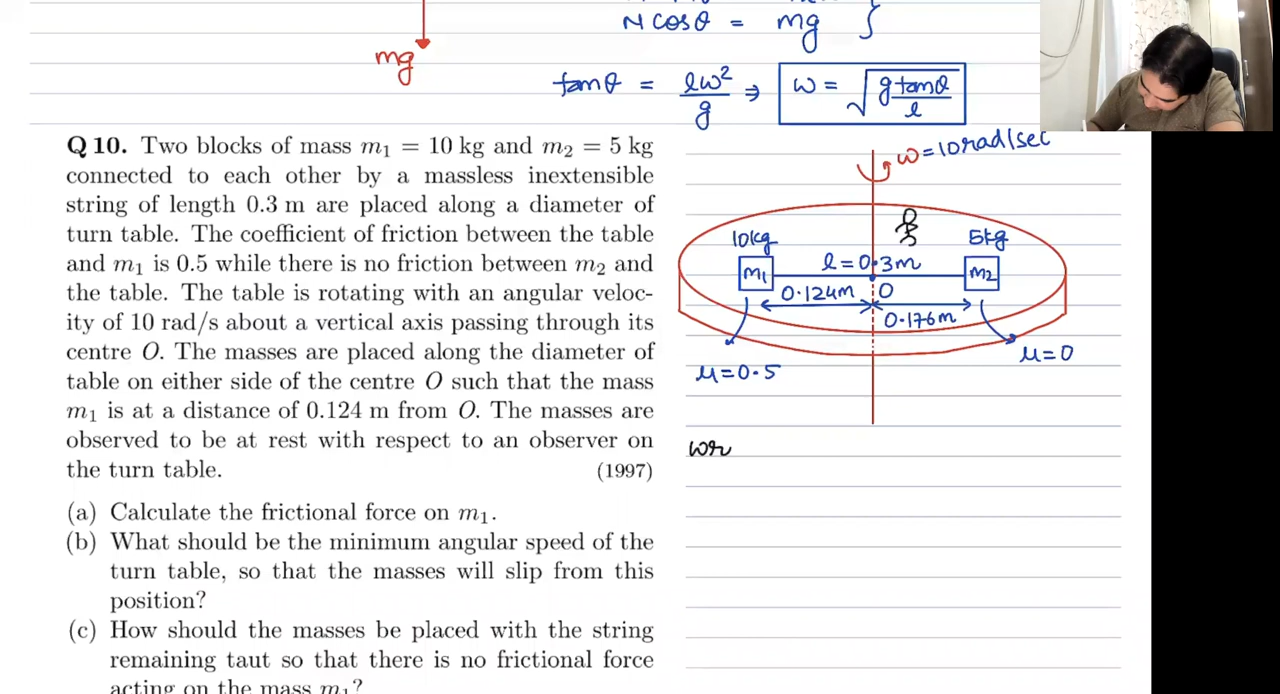 N cosθ = mg }
mg
tanθ = lω²/g ⇒ ω = √(g tanθ/l)
Q 10. Two blocks of mass m₁ = 10 kg and m₂ = 5 kg
connected to each other by a massless inextensible
string of length 0.3 m are placed along a diameter of
turn table. The coefficient of friction between the table
and m₁ is 0.5 while there is no friction between m₂ and
the table. The table is rotating with an angular veloc-
ity of 10 rad/s about a vertical axis passing through its
centre O. The masses are placed along the diameter of
table on either side of the centre O such that the mass
m₁ is at a distance of 0.124 m from O. The masses are
observed to be at rest with respect to an observer on
the turn table. (1997)
(a) Calculate the frictional force on m₁.
(b) What should be the minimum angular speed of the
turn table, so that the masses will slip from this
position?
(c) How should the masses be placed with the string
remaining taut so that there is no frictional force
acting on the mass m₁?
ω=10rad/sec
10kg 5kg
m₁ l=0.3m m₂
0.124m O
0.176m
μ=0
μ=0.5
wr